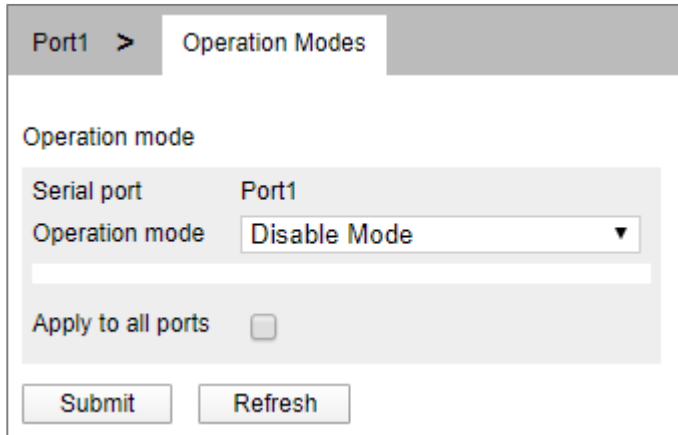 Port1 > Operation Modes
Operation mode
Serial port Port1
Operation mode Disable Mode ▼
Apply to all ports
Submit Refresh